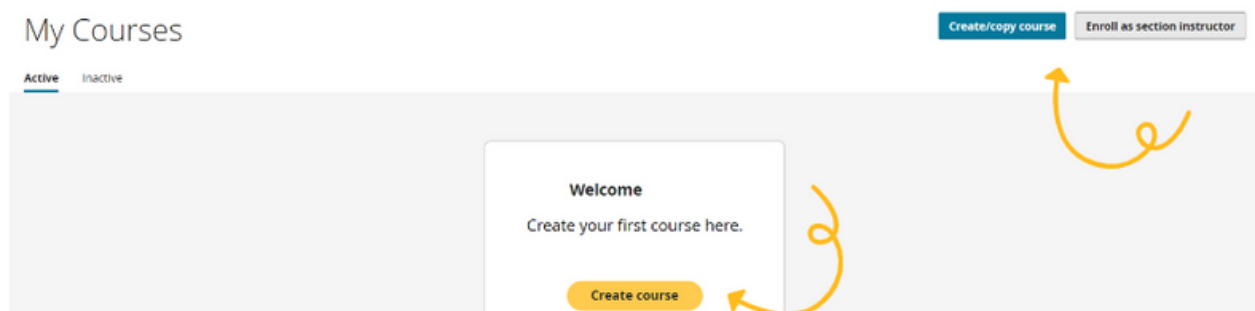 My Courses
Create/copy course
Enroll as section instructor
Active
Inactive
Welcome
Create your first course here.
Create course